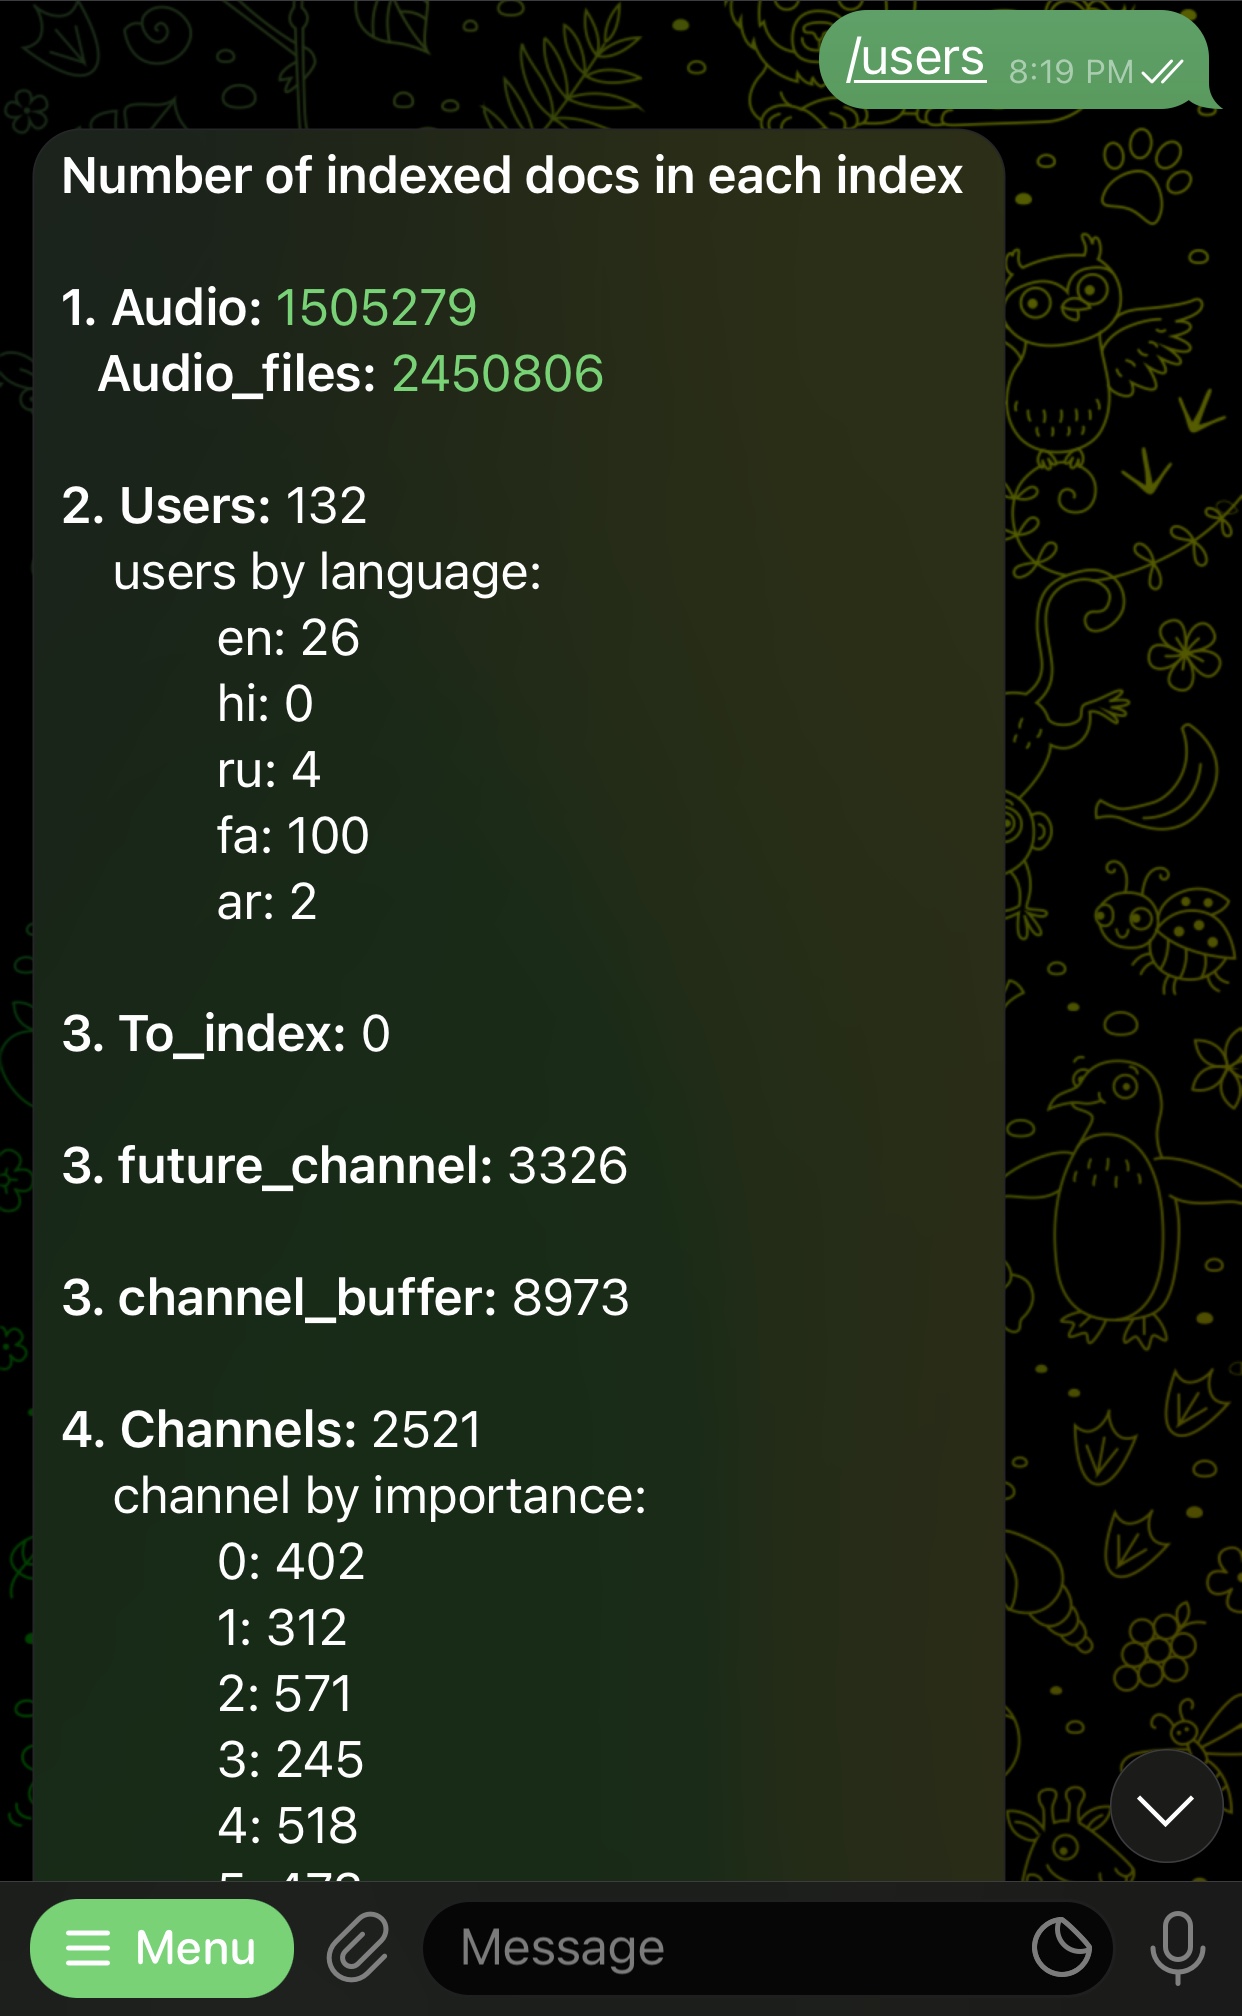 /users 8:19 PM
Number of indexed docs in each index
1. Audio: 1505279
Audio_files: 2450806
2. Users: 132
users by language:
en: 26
hi: 0
ru: 4
fa: 100
ar: 2
3. To_index: 0
3. future_channel: 3326
3. channel_buffer: 8973
4. Channels: 2521
channel by importance:
0: 402
1: 312
2: 571
3: 245
4: 518
Menu
Message